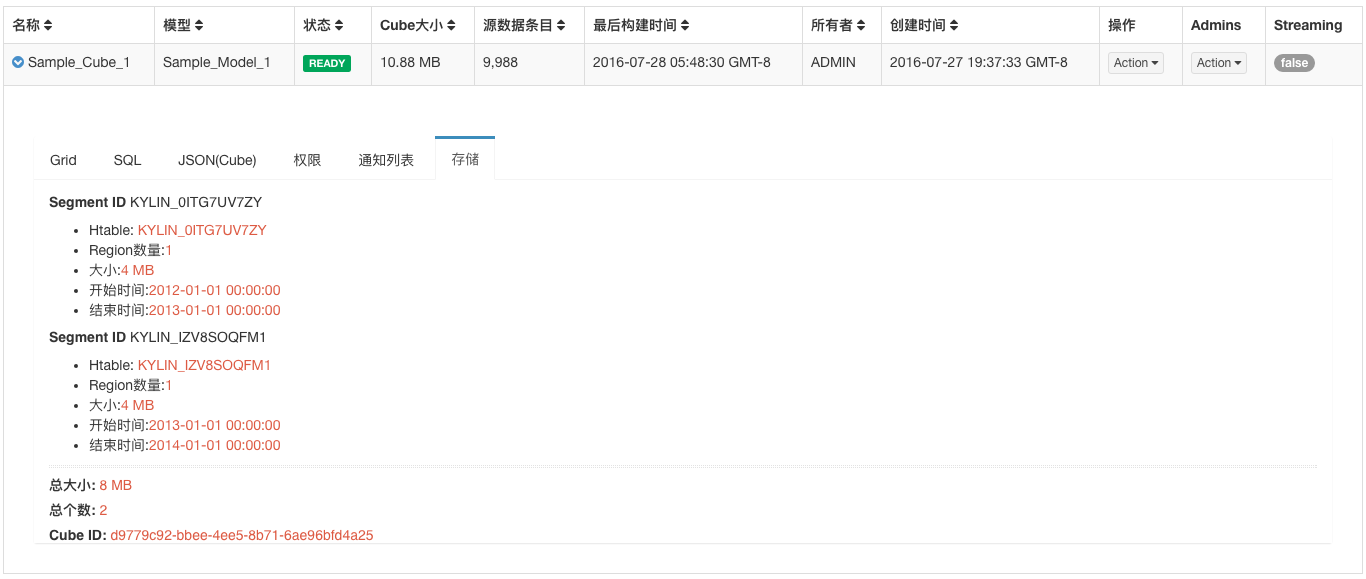 名称 模型 状态 Cube大小 源数据条目 最后构建时间 所有者 创建时间 操作 Admins Streaming
Sample_Cube_1 Sample_Model_1 READY 10.88 MB 9,988 2016-07-28 05:48:30 GMT-8 ADMIN 2016-07-27 19:37:33 GMT-8 Action Action false
Grid SQL JSON(Cube) 权限 通知列表 存储
Segment ID KYLIN_0ITG7UV7ZY
Htable: KYLIN_0ITG7UV7ZY
Region数量:1
大小:4 MB
开始时间:2012-01-01 00:00:00
结束时间:2013-01-01 00:00:00
Segment ID KYLIN_IZV8SOQFM1
Htable: KYLIN_IZV8SOQFM1
Region数量:1
大小:4 MB
开始时间:2013-01-01 00:00:00
结束时间:2014-01-01 00:00:00
总大小: 8 MB
总个数: 2
Cube ID: d9779c92-bbee-4ee5-8b71-6ae96bfd4a25